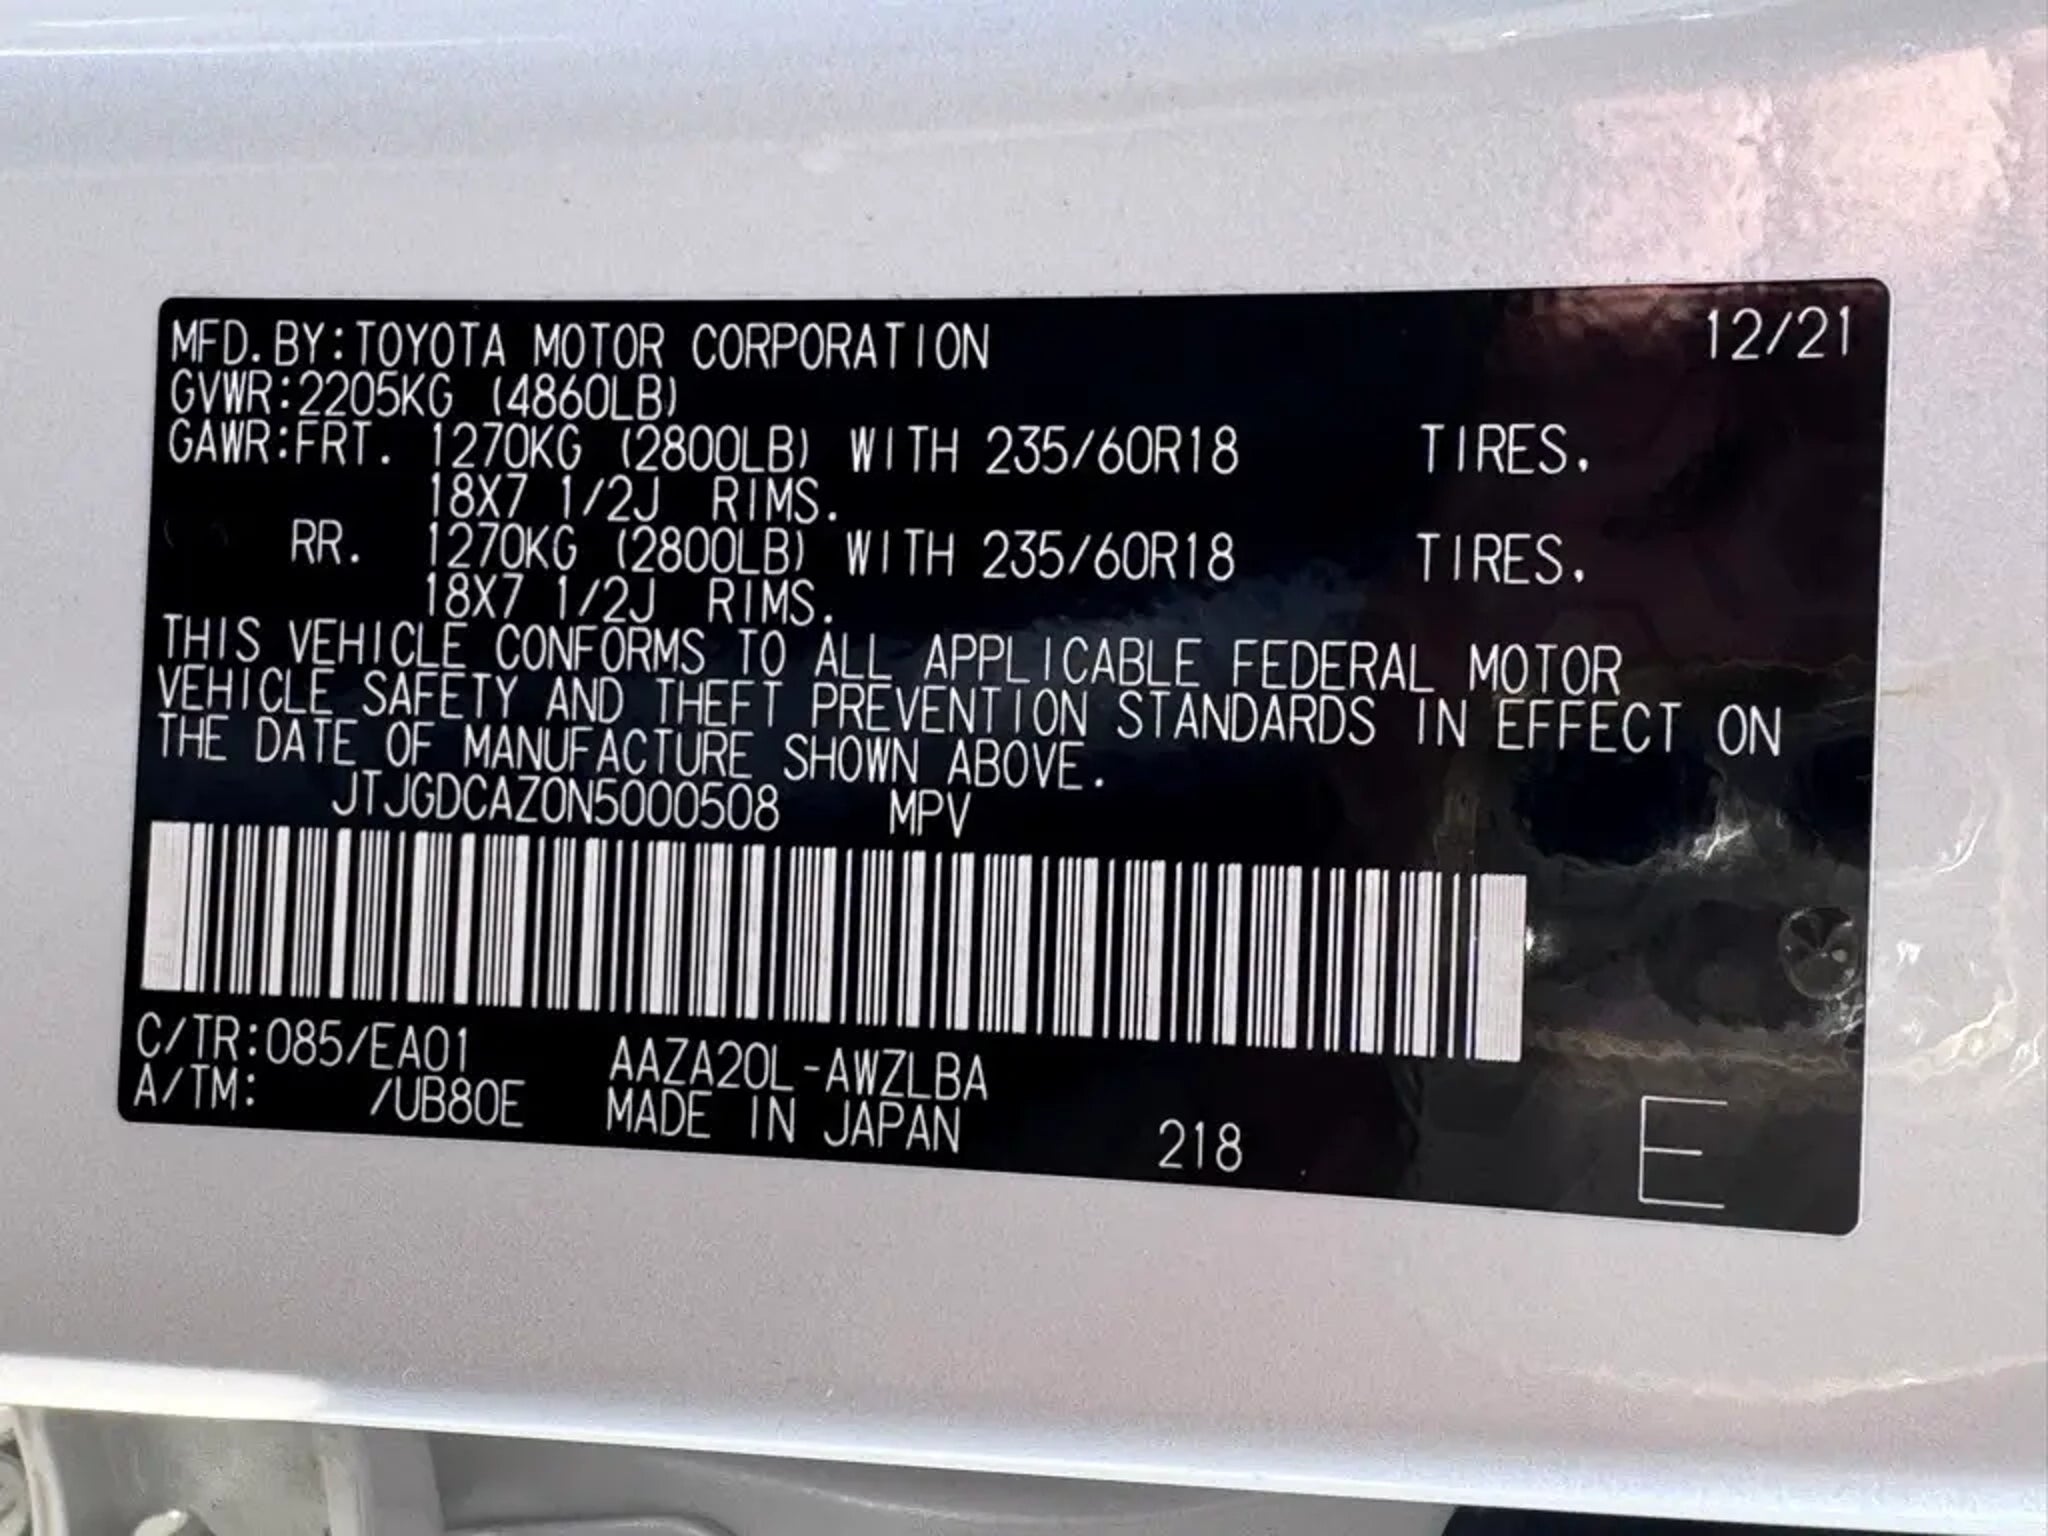 MFD.BY:TOYOTA MOTOR CORPORATION 12/21
GVWR:2205KG (4860LB)
GAWR:FRT. 1270KG (2800LB) WITH 235/60R18 TIRES.
18X7 1/2J RIMS.
RR. 1270KG (2800LB) WITH 235/60R18 TIRES.
18X7 1/2J RIMS.
THIS VEHICLE CONFORMS TO ALL APPLICABLE FEDERAL MOTOR
VEHICLE SAFETY AND THEFT PREVENTION STANDARDS IN EFFECT ON
THE DATE OF MANUFACTURE SHOWN ABOVE.
JTJGDCAZ0N5000508 MPV
C/TR:085/EA01 AAZA20L-AWZLBA
A/TM: /UB80E MADE IN JAPAN 218 E